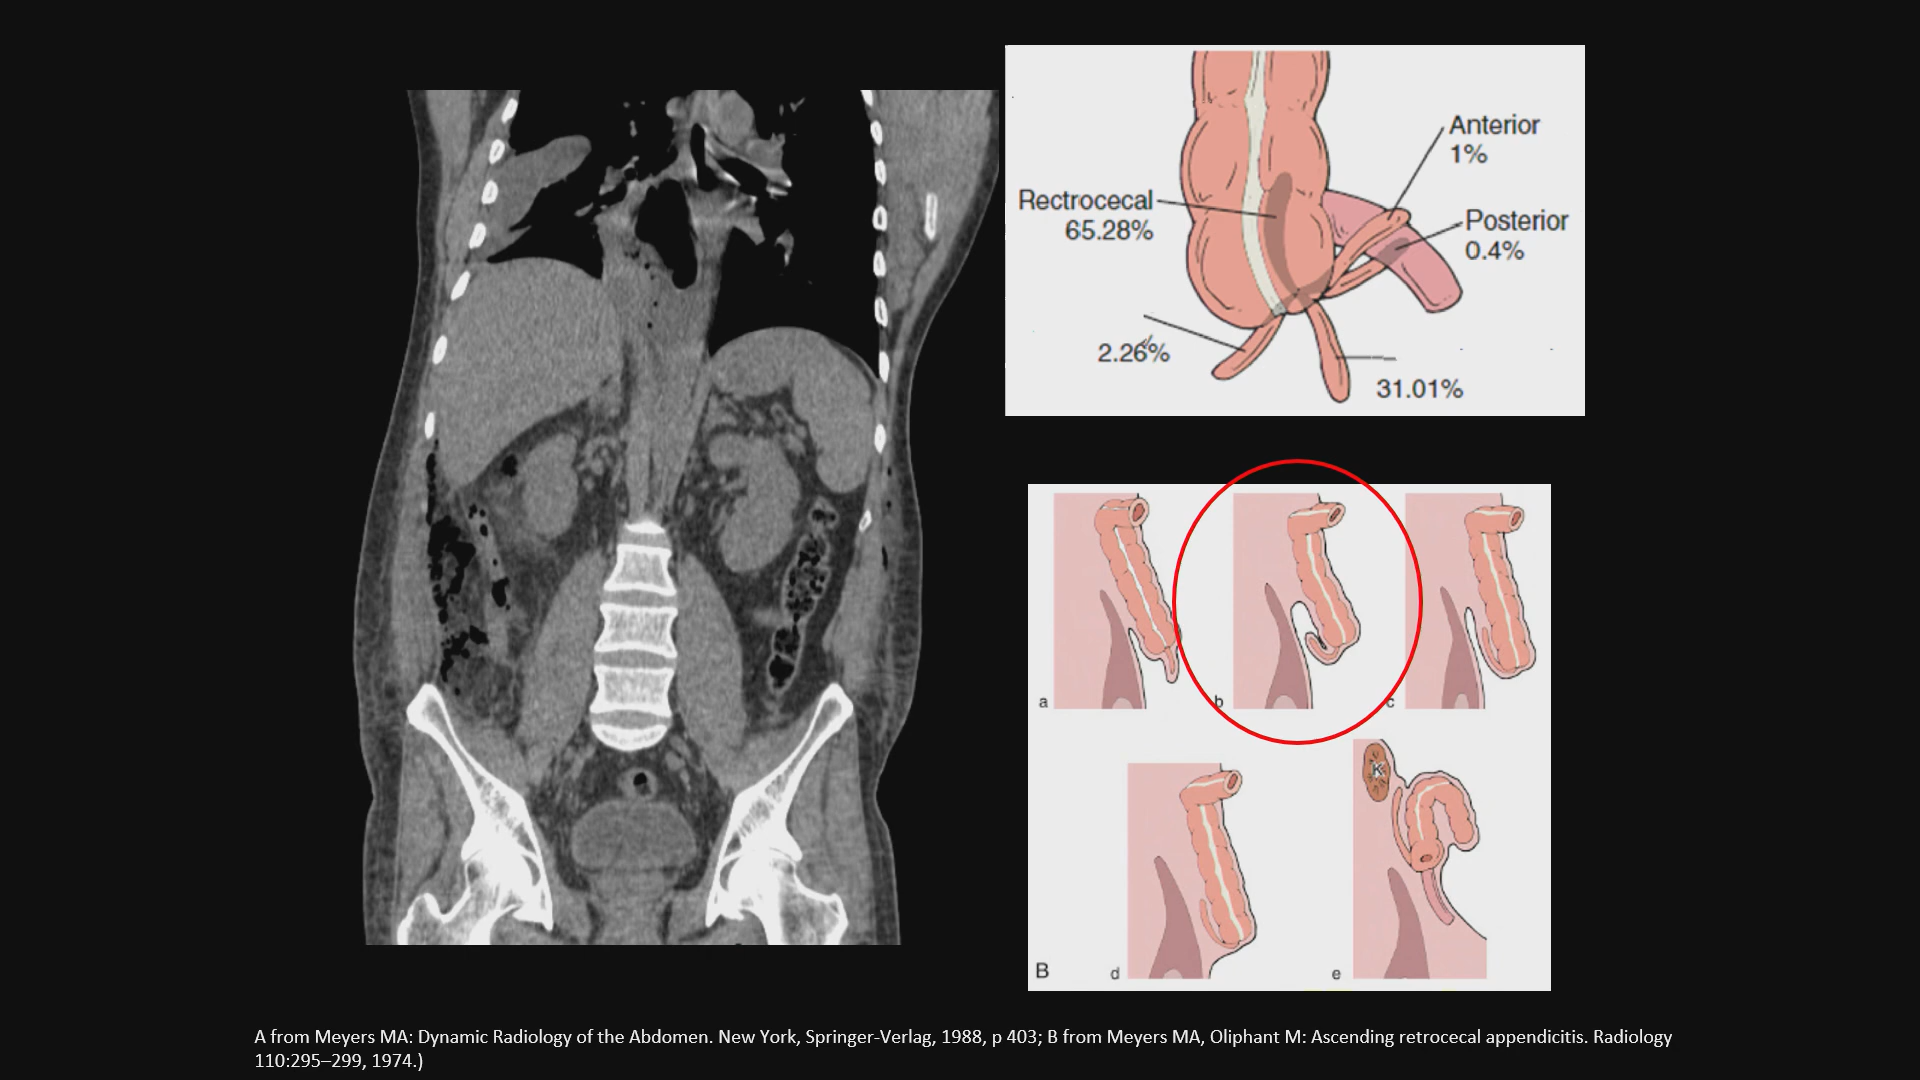 Anterior
1%
Rectrocecal
65.28%
Posterior
0.4%
2.26%
31.01%
a
b
c
K
B
d
e
A from Meyers MA: Dynamic Radiology of the Abdomen. New York, Springer-Verlag, 1988, p 403; B from Meyers MA, Oliphant M: Ascending retrocecal appendicitis. Radiology
110:295–299, 1974.)